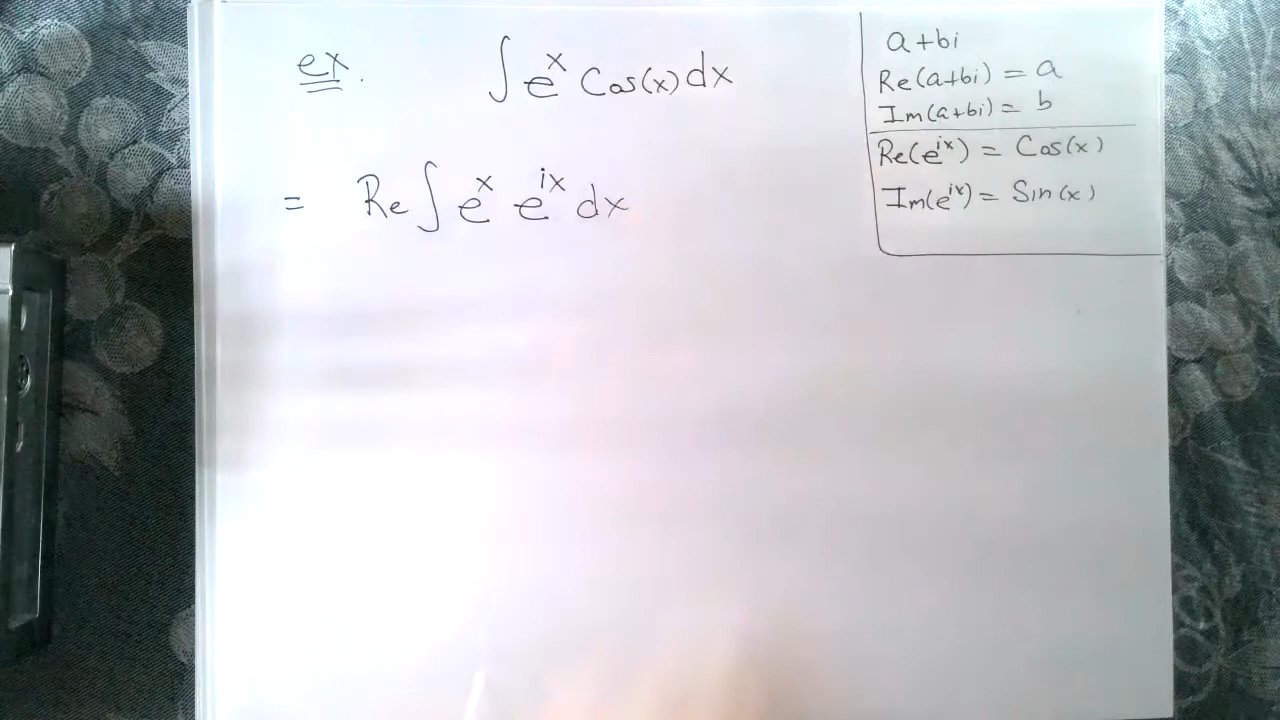 ex. ∫ e^x Cos(x) dx
= Re ∫ e^x e^{ix} dx
a+bi
Re(a+bi) = a
Im(a+bi) = b
Re(e^{ix}) = Cos(x)
Im(e^{ix}) = Sin(x)